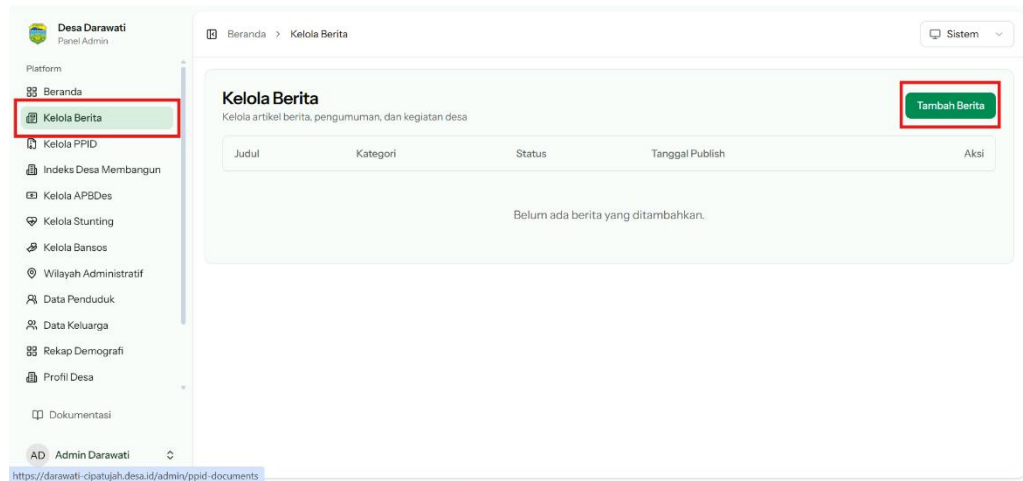 Desa Darawati
Panel Admin
Platform
Beranda
Kelola Berita
Kelola PPID
Indeks Desa Membangun
Kelola APBDes
Kelola Stunting
Kelola Bansos
Wilayah Administratif
Data Penduduk
Data Keluarga
Rekap Demografi
Profil Desa
Dokumentasi
AD Admin Darawati
https://darawati-cipatujah.desa.id/admin/ppid-documents
Beranda > Kelola Berita
Sistem
Kelola Berita
Kelola artikel berita, pengumuman, dan kegiatan desa
Tambah Berita
Judul Kategori Status Tanggal Publish Aksi
Belum ada berita yang ditambahkan.